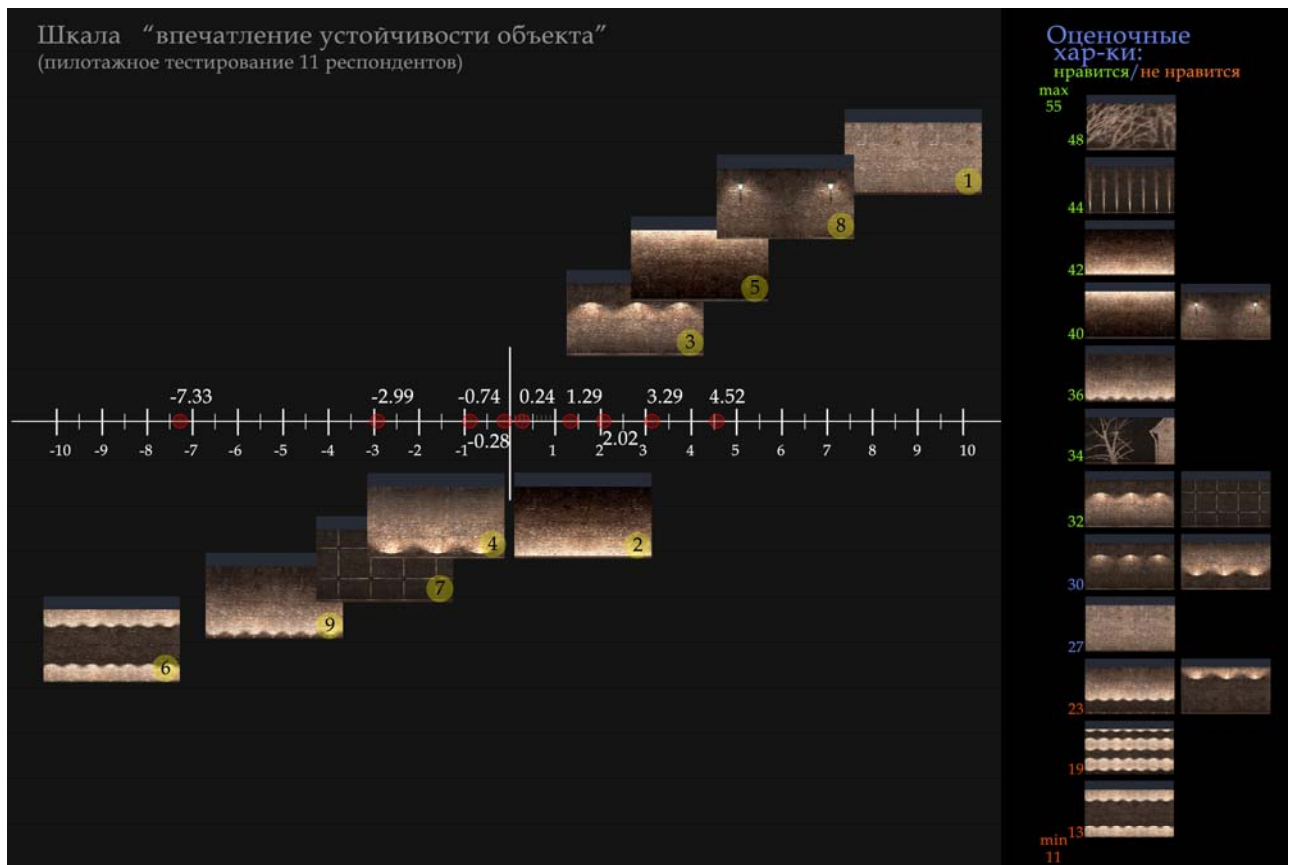 Шкала “впечатление устойчивости объекта”
(пилотажное тестирование 11 респондентов)
1
8
5
3
-7.33 -2.99 -0.74 0.24 1.29 3.29 4.52
-0.28 2.02
-10 -9 -8 -7 -6 -5 -4 -3 -2 -1 1 2 3 4 5 6 7 8 9 10
4
2
7
9
6
Оценочные
хар-ки:
нравится/не нравится
max
55
48
44
42
40
36
34
32
30
27
23
19
13
min
11